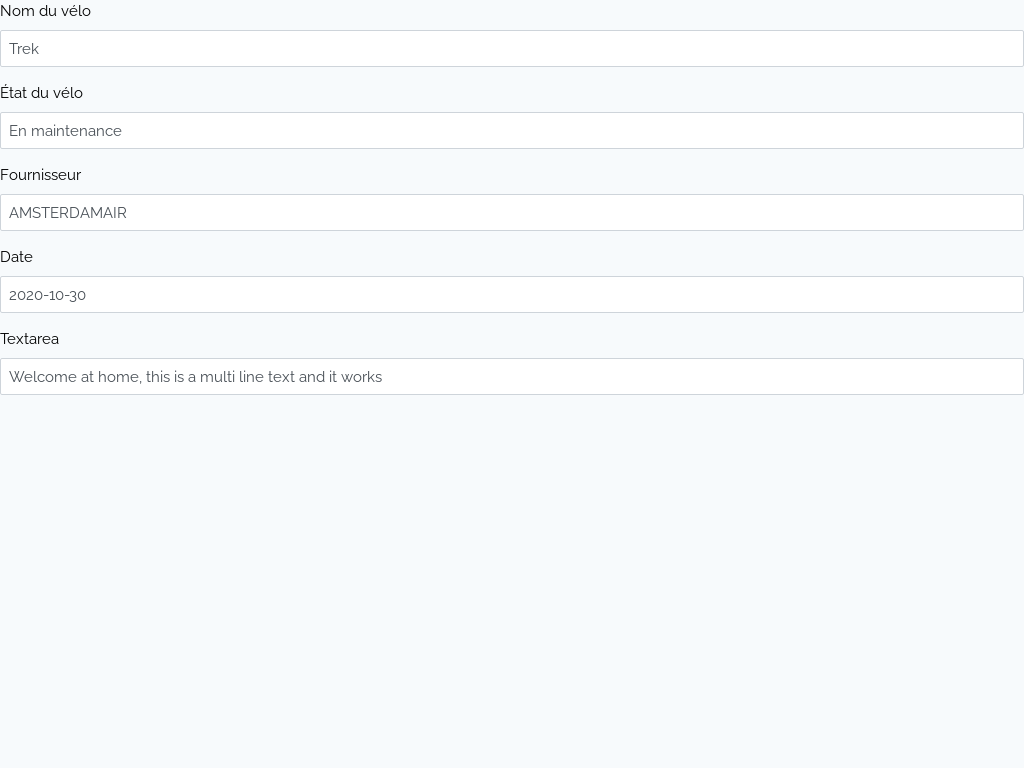 Nom du vélo
Trek
État du vélo
En maintenance
Fournisseur
AMSTERDAMAIR
Date
2020-10-30
Textarea
Welcome at home, this is a multi line text and it works